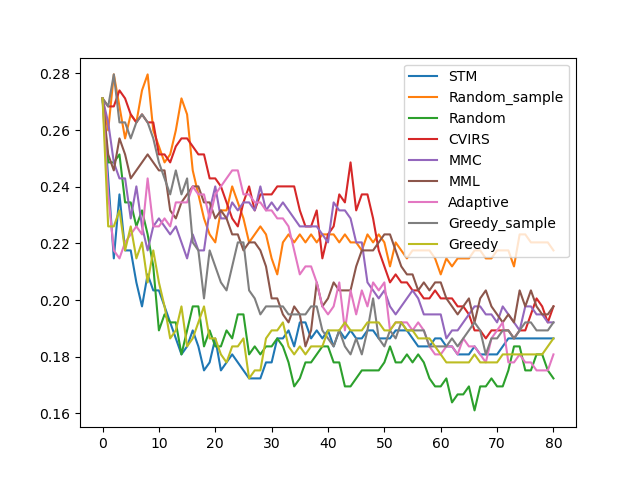 0.28
0.26
0.24
0.22
0.20
0.18
0.16
0
10
20
30
40
50
60
70
80
STM
Random_sample
Random
CVIRS
MMC
MML
Adaptive
Greedy_sample
Greedy